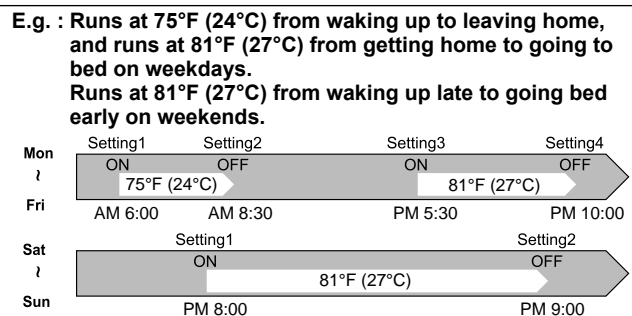 E.g. : Runs at 75°F (24°C) from waking up to leaving home,
and runs at 81°F (27°C) from getting home to going to
bed on weekdays.
Runs at 81°F (27°C) from waking up late to going bed
early on weekends.
Setting1 Setting2 Setting3 Setting4
Mon
ON OFF ON OFF
~
75°F (24°C) 81°F (27°C)
Fri
AM 6:00 AM 8:30 PM 5:30 PM 10:00
Setting1 Setting2
Sat
ON OFF
~
81°F (27°C)
Sun
PM 8:00 PM 9:00